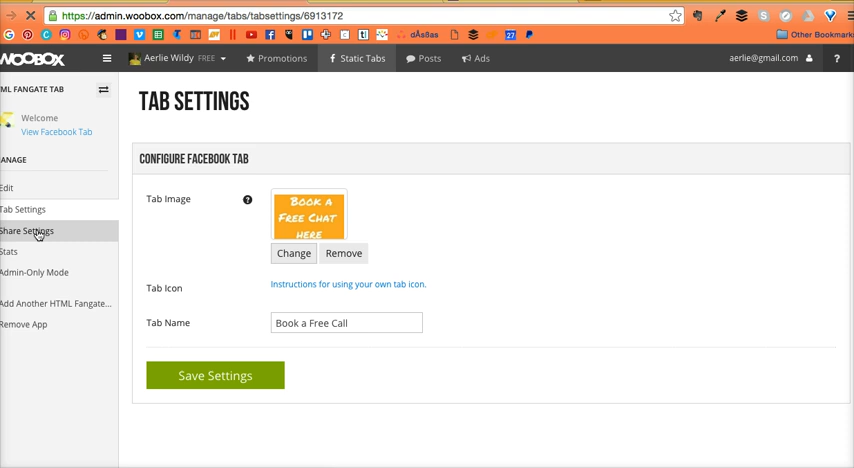 https://admin.woobox.com/manage/tabs/tabsettings/6913172
dAs8as
27
Other Bookmark
WOOBOX
Aerlie Wildy FREE
Promotions
Static Tabs
Posts
Ads
aerlie@gmail.com
?
ML FANGATE TAB
Welcome
View Facebook Tab
ANAGE
Edit
Tab Settings
Share Settings
Stats
Admin-Only Mode
Add Another HTML Fangate...
Remove App
TAB SETTINGS
CONFIGURE FACEBOOK TAB
Tab Image
?
BOOK A
FREE CHAT
HERE
Change
Remove
Tab Icon
Instructions for using your own tab icon.
Tab Name
Book a Free Call
Save Settings